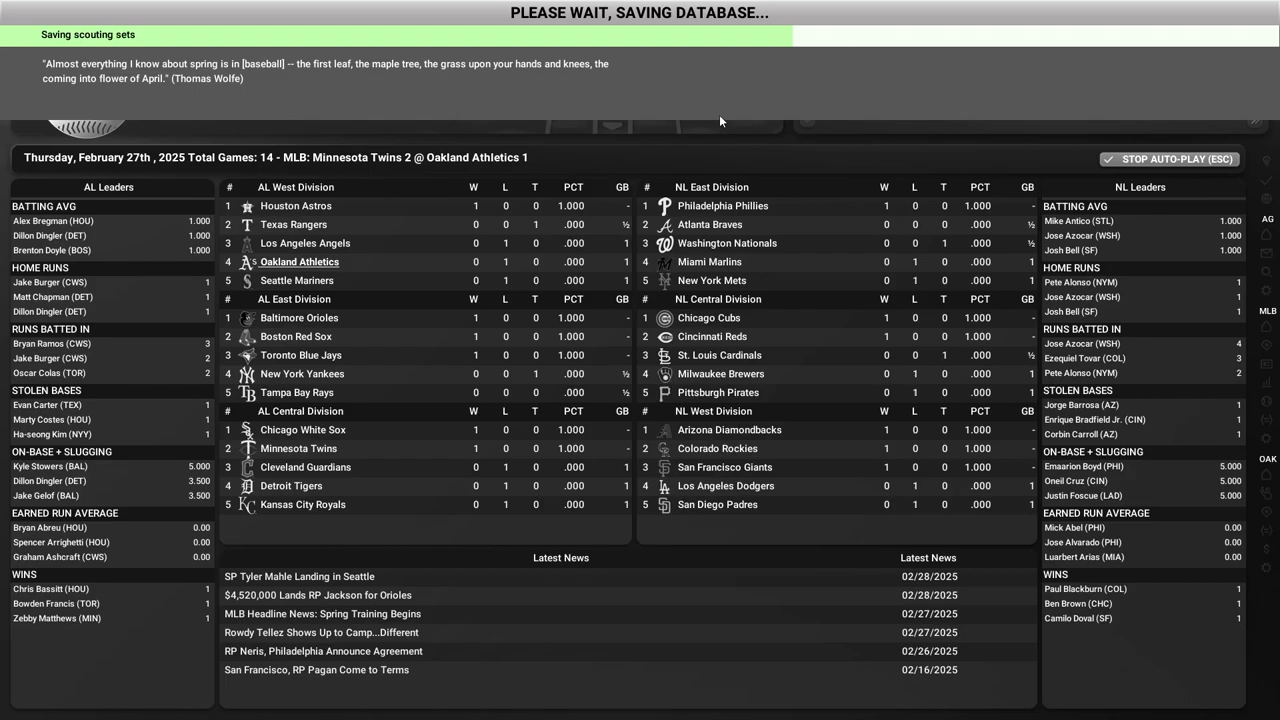 PLEASE WAIT, SAVING DATABASE...
Saving scouting sets
"Almost everything I know about spring is in [baseball] -- the first leaf, the maple tree, the grass upon your hands and knees, the
coming into flower of April." (Thomas Wolfe)
Thursday, February 27th , 2025 Total Games: 14 - MLB: Minnesota Twins 2 @ Oakland Athletics 1
STOP AUTO-PLAY (ESC)
AL Leaders
BATTING AVG
Alex Bregman (HOU) 1.000
Dillon Dingler (DET) 1.000
Brenton Doyle (BOS) 1.000
HOME RUNS
Jake Burger (CWS) 1
Matt Chapman (DET) 1
Dillon Dingler (DET) 1
RUNS BATTED IN
Bryan Ramos (CWS) 3
Jake Burger (CWS) 2
Oscar Colas (TOR) 2
STOLEN BASES
Evan Carter (TEX) 1
Marty Costes (HOU) 1
Ha-seong Kim (NYY) 1
ON-BASE + SLUGGING
Kyle Stowers (BAL) 5.000
Dillon Dingler (DET) 3.500
Jake Gelof (BAL) 3.500
EARNED RUN AVERAGE
Bryan Abreu (HOU) 0.00
Spencer Arrighetti (HOU) 0.00
Graham Ashcraft (CWS) 0.00
WINS
Chris Bassitt (HOU) 1
Bowden Francis (TOR) 1
Zebby Matthews (MIN) 1
# AL West Division W L T PCT GB
1 Houston Astros 1 0 0 1.000 -
2 Texas Rangers 0 0 1 .000 ½
3 Los Angeles Angels 0 1 0 .000 1
4 Oakland Athletics 0 1 0 .000 1
5 Seattle Mariners 0 1 0 .000 1
# AL East Division W L T PCT GB
1 Baltimore Orioles 1 0 0 1.000 -
2 Boston Red Sox 1 0 0 1.000 -
3 Toronto Blue Jays 1 0 0 1.000 -
4 New York Yankees 0 0 1 .000 ½
5 Tampa Bay Rays 0 0 0 .000 ½
# AL Central Division W L T PCT GB
1 Chicago White Sox 1 0 0 1.000 -
2 Minnesota Twins 1 0 0 1.000 -
3 Cleveland Guardians 0 1 0 .000 1
4 Detroit Tigers 0 1 0 .000 1
5 Kansas City Royals 0 1 0 .000 1
# NL East Division W L T PCT GB
1 Philadelphia Phillies 1 0 0 1.000 -
2 Atlanta Braves 0 0 0 .000 ½
3 Washington Nationals 0 0 1 .000 ½
4 Miami Marlins 0 1 0 .000 1
5 New York Mets 0 1 0 .000 1
# NL Central Division W L T PCT GB
1 Chicago Cubs 1 0 0 1.000 -
2 Cincinnati Reds 1 0 0 1.000 -
3 St. Louis Cardinals 0 0 1 .000 ½
4 Milwaukee Brewers 0 1 0 .000 1
5 Pittsburgh Pirates 0 1 0 .000 1
# NL West Division W L T PCT GB
1 Arizona Diamondbacks 1 0 0 1.000 -
2 Colorado Rockies 1 0 0 1.000 -
3 San Francisco Giants 1 0 0 1.000 -
4 Los Angeles Dodgers 0 1 0 .000 1
5 San Diego Padres 0 1 0 .000 1
Latest News Latest News
SP Tyler Mahle Landing in Seattle 02/28/2025
$4,520,000 Lands RP Jackson for Orioles 02/28/2025
MLB Headline News: Spring Training Begins 02/27/2025
Rowdy Tellez Shows Up to Camp...Different 02/27/2025
RP Neris, Philadelphia Announce Agreement 02/26/2025
San Francisco, RP Pagan Come to Terms 02/16/2025
NL Leaders
BATTING AVG
Mike Antico (STL) 1.000
Jose Azocar (WSH) 1.000
Josh Bell (SF) 1.000
HOME RUNS
Pete Alonso (NYM) 1
Jose Azocar (WSH) 1
Josh Bell (SF) 1
RUNS BATTED IN
Jose Azocar (WSH) 4
Ezequiel Tovar (COL) 3
Pete Alonso (NYM) 2
STOLEN BASES
Jorge Barrosa (AZ) 1
Enrique Bradfield Jr. (CIN) 1
Corbin Carroll (AZ) 1
ON-BASE + SLUGGING
Emaarion Boyd (PHI) 5.000
Oneil Cruz (CIN) 5.000
Justin Foscue (LAD) 5.000
EARNED RUN AVERAGE
Mick Abel (PHI) 0.00
Jose Alvarado (PHI) 0.00
Luarbert Arias (MIA) 0.00
WINS
Paul Blackburn (COL) 1
Ben Brown (CHC) 1
Camilo Doval (SF) 1
AG
MLB
OAK